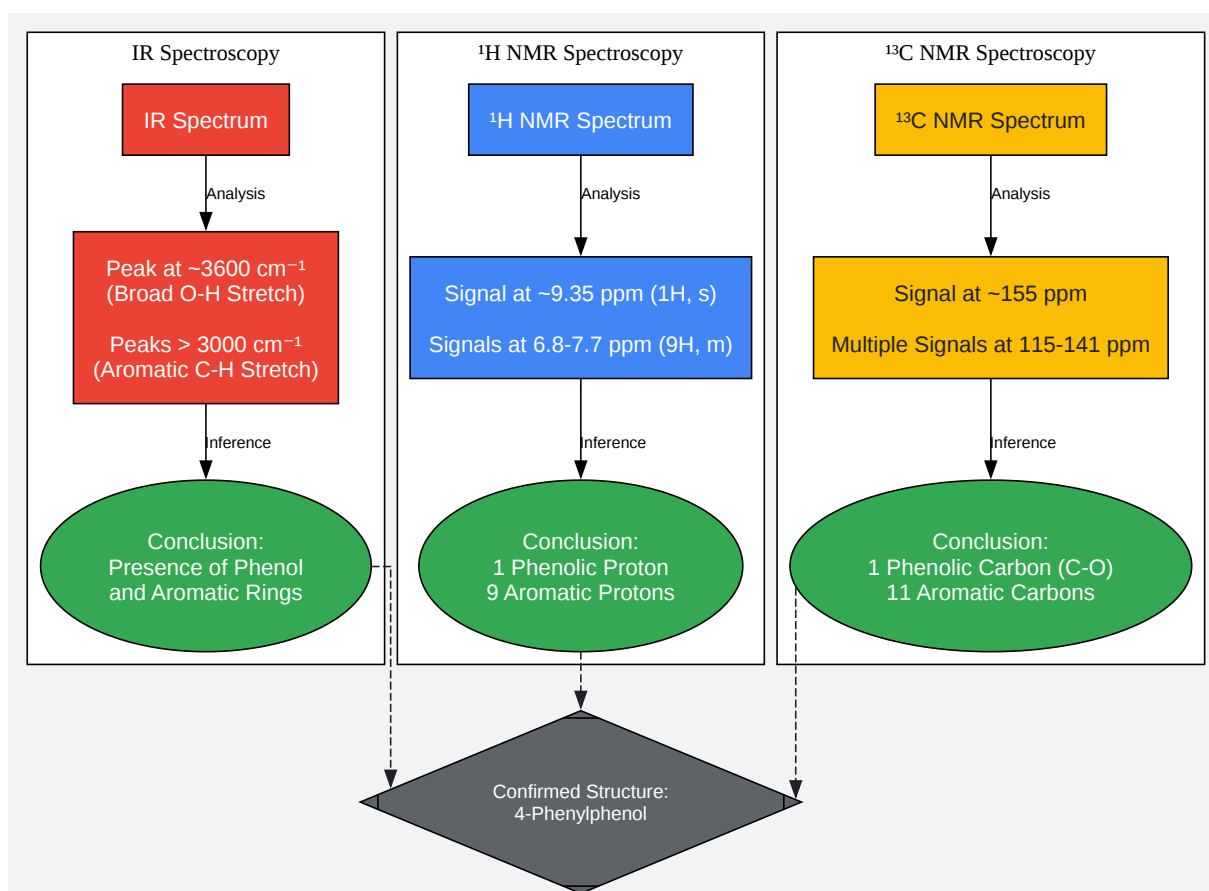 IR Spectroscopy
IR Spectrum
Analysis
Peak at ~3600 cm⁻¹
(Broad O-H Stretch)
Peaks > 3000 cm⁻¹
(Aromatic C-H Stretch)
Inference
Conclusion:
Presence of Phenol
and Aromatic Rings
¹H NMR Spectroscopy
¹H NMR Spectrum
Analysis
Signal at ~9.35 ppm (1H, s)
Signals at 6.8-7.7 ppm (9H, m)
Inference
Conclusion:
1 Phenolic Proton
9 Aromatic Protons
¹³C NMR Spectroscopy
¹³C NMR Spectrum
Analysis
Signal at ~155 ppm
Multiple Signals at 115-141 ppm
Inference
Conclusion:
1 Phenolic Carbon (C-O)
11 Aromatic Carbons
Confirmed Structure:
4-Phenylphenol